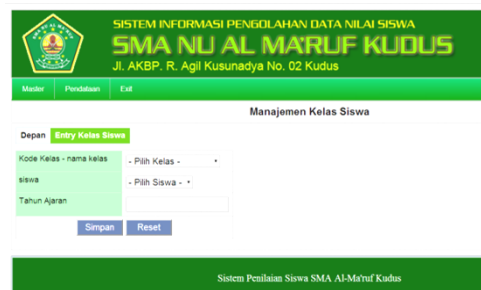 SISTEM INFORMASI PENGOLAHAN DATA NILAI SISWA
SMA NU AL MA'RUF KUDUS
Jl. AKBP. R. Agil Kusunadya No. 02 Kudus
Master Pendataan Exit
Manajemen Kelas Siswa
Depan Entry Kelas Siswa
Kode Kelas - nama kelas - Pilih Kelas -
siswa - Pilih Siswa -
Tahun Ajaran
Simpan Reset
Sistem Penilaian Siswa SMA Al-Ma'ruf Kudus